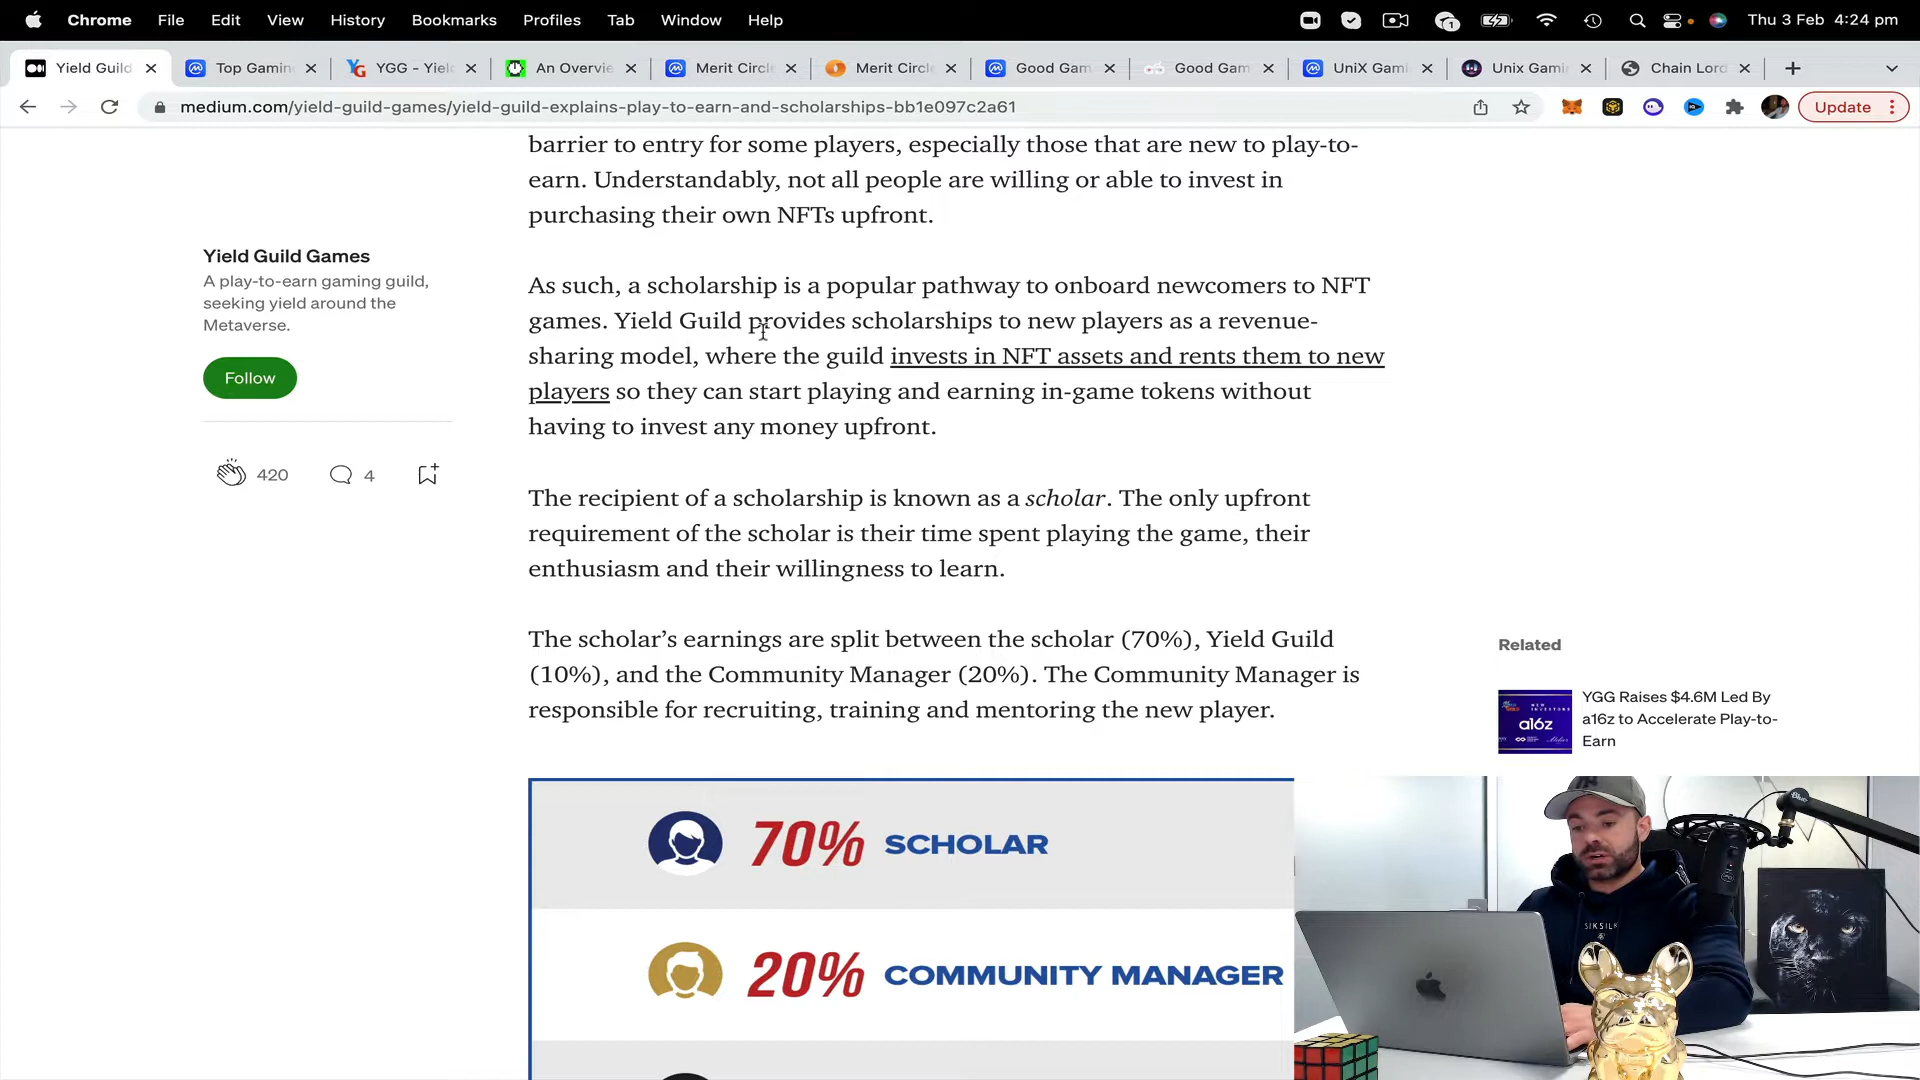 Chrome File Edit View History Bookmarks Profiles Tab Window Help 1 Thu 3 Feb 4:24 pm
Yield Guild Top Gamin YGG - Yiel An Overvie Merit Circl Merit Circl Good Gam Good Gam UniX Gami Unix Gami Chain Lord
medium.com/yield-guild-games/yield-guild-explains-play-to-earn-and-scholarships-bb1e097c2a61 Update
barrier to entry for some players, especially those that are new to play-to-
earn. Understandably, not all people are willing or able to invest in
purchasing their own NFTs upfront.
Yield Guild Games
A play-to-earn gaming guild,
seeking yield around the
Metaverse.
Follow
420 4
As such, a scholarship is a popular pathway to onboard newcomers to NFT
games. Yield Guild provides scholarships to new players as a revenue-
sharing model, where the guild invests in NFT assets and rents them to new
players so they can start playing and earning in-game tokens without
having to invest any money upfront.
The recipient of a scholarship is known as a scholar. The only upfront
requirement of the scholar is their time spent playing the game, their
enthusiasm and their willingness to learn.
The scholar’s earnings are split between the scholar (70%), Yield Guild
(10%), and the Community Manager (20%). The Community Manager is
responsible for recruiting, training and mentoring the new player.
Related
a16z
YGG Raises $4.6M Led By
a16z to Accelerate Play-to-
Earn
70% SCHOLAR
20% COMMUNITY MANAGER
Blue
SIKSILK